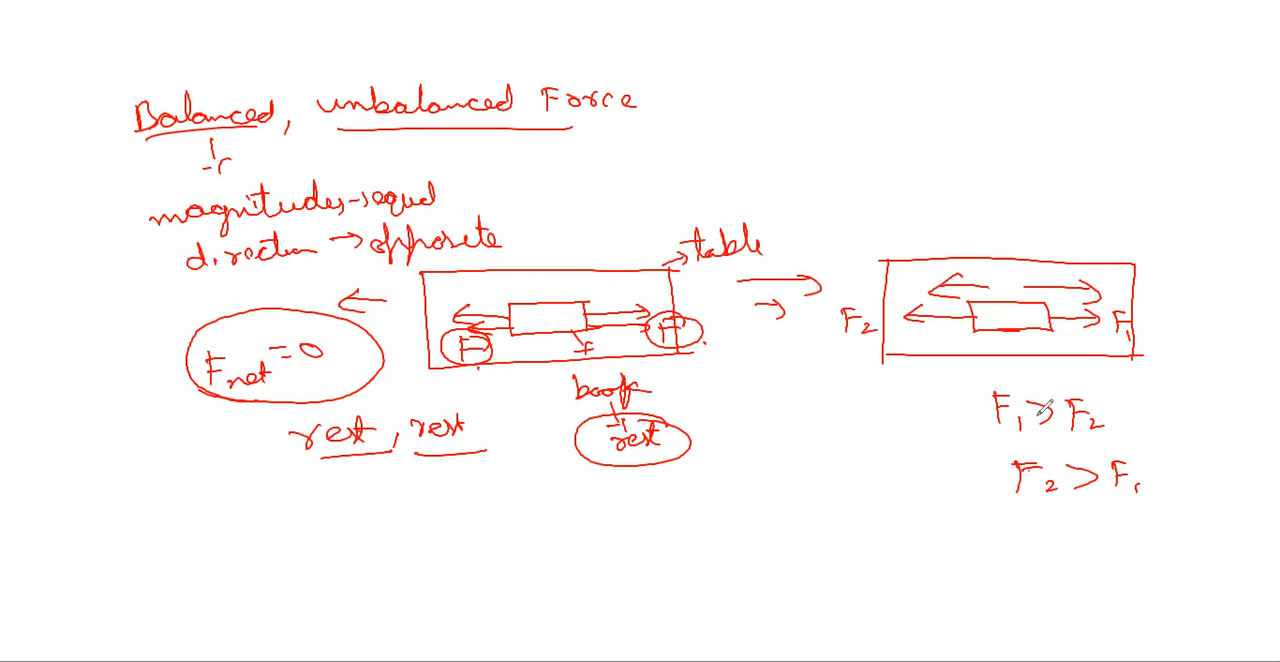 Balanced, unbalanced Force
magnitudes → equal
direction → opposite
→ table
F F
F₂ F₁
Fnet = 0
book
rest
rest, rest
F₁ > F₂
F₂ > F₁